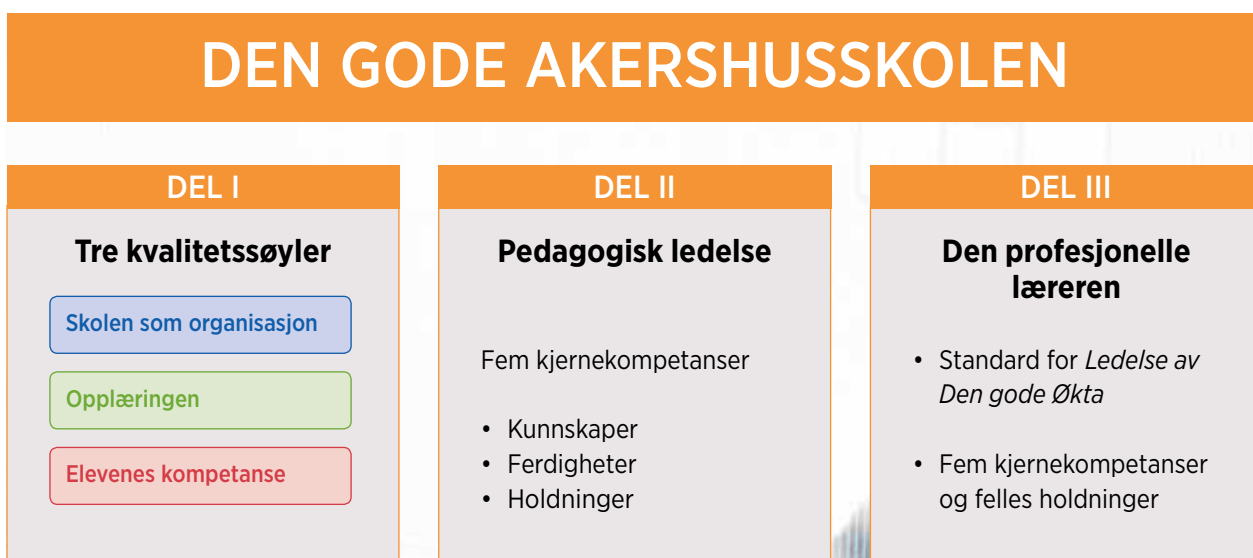 DEN GODE AKERSHUSSKOLEN
DEL I
Tre kvalitetssøyler
Skolen som organisasjon
Opplæringen
Elevenes kompetanse
DEL II
Pedagogisk ledelse
Fem kjernekompetanser
• Kunnskaper
• Ferdigheter
• Holdninger
DEL III
Den profesjonelle
læreren
• Standard for Ledelse av
Den gode Økta
• Fem kjernekompetanser
og felles holdninger